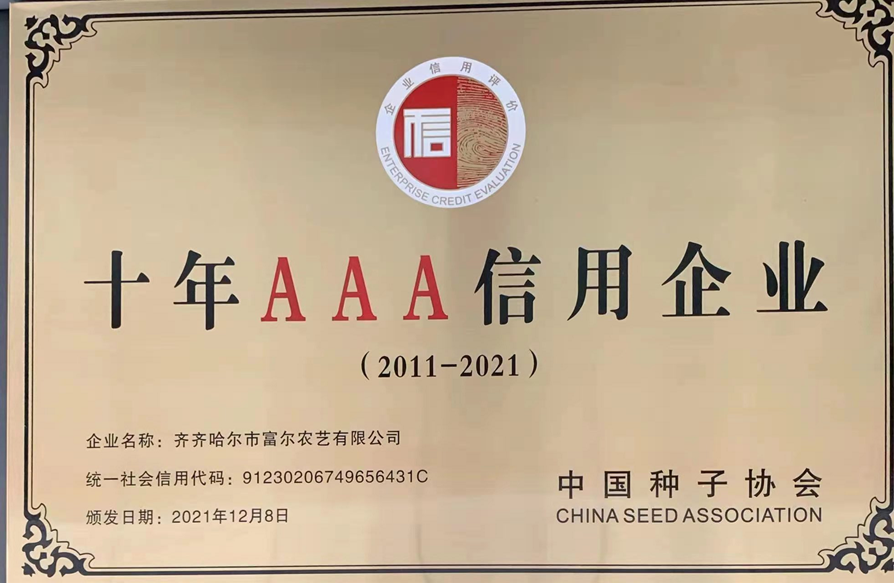 企业信用评价
信
ENTERPRISE CREDIT EVALUATION
十年AAA信用企业
(2011-2021)
企业名称：齐齐哈尔市富尔农艺有限公司
统一社会信用代码：91230206749656431C
颁发日期：2021年12月8日
中国种子协会
CHINA SEED ASSOCIATION